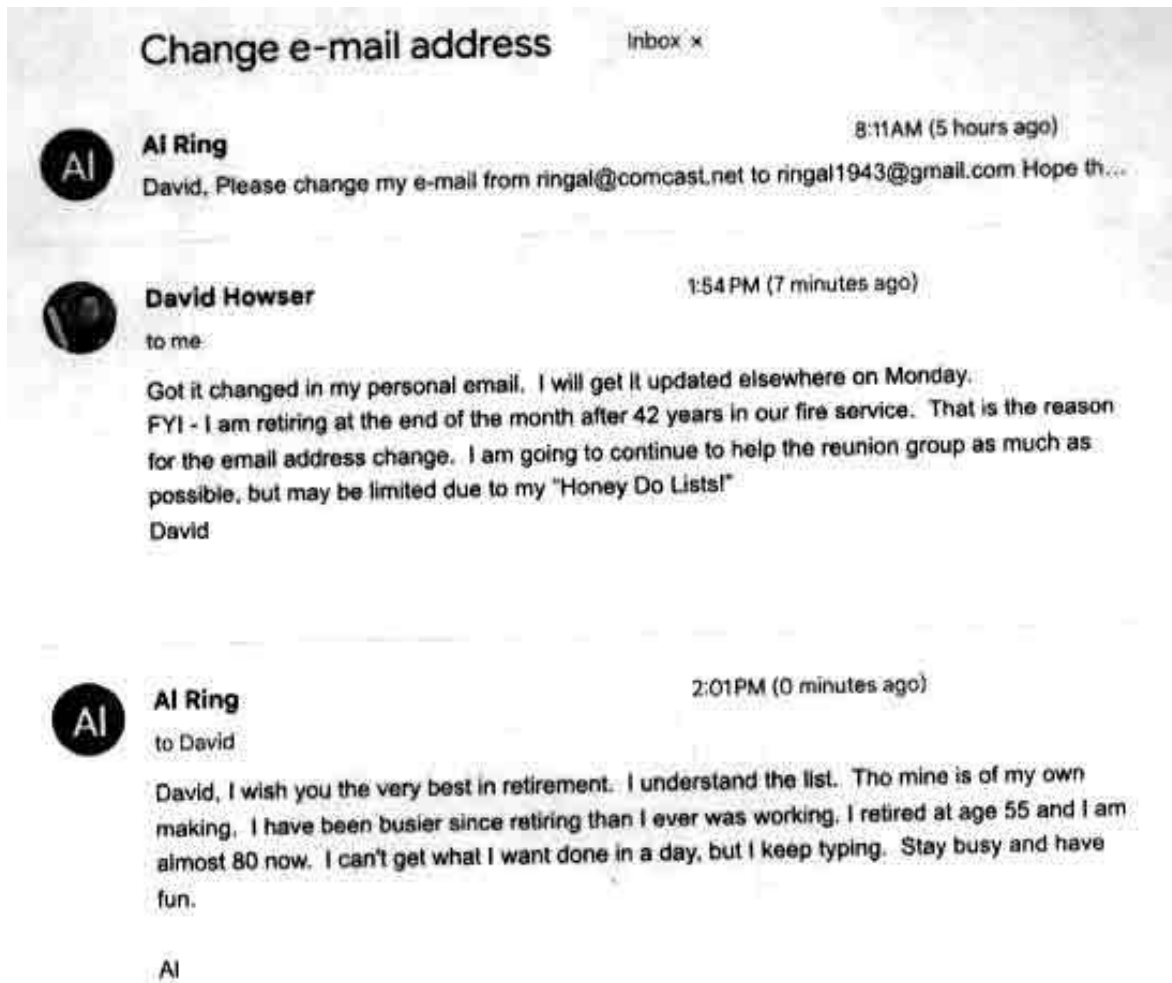 Change e-mail address Inbox ×
Al Ring 8:11 AM (5 hours ago)
Al
David, Please change my e-mail from ringal@comcast.net to ringal1943@gmail.com Hope th...
David Howser 1:54 PM (7 minutes ago)
to me
Got it changed in my personal email. I will get it updated elsewhere on Monday.
FYI - I am retiring at the end of the month after 42 years in our fire service. That is the reason
for the email address change. I am going to continue to help the reunion group as much as
possible, but may be limited due to my "Honey Do Lists!"
David
Al Ring 2:01 PM (0 minutes ago)
Al
to David
David, I wish you the very best in retirement. I understand the list. Tho mine is of my own
making. I have been busier since retiring than I ever was working. I retired at age 55 and I am
almost 80 now. I can't get what I want done in a day, but I keep typing. Stay busy and have
fun.
Al